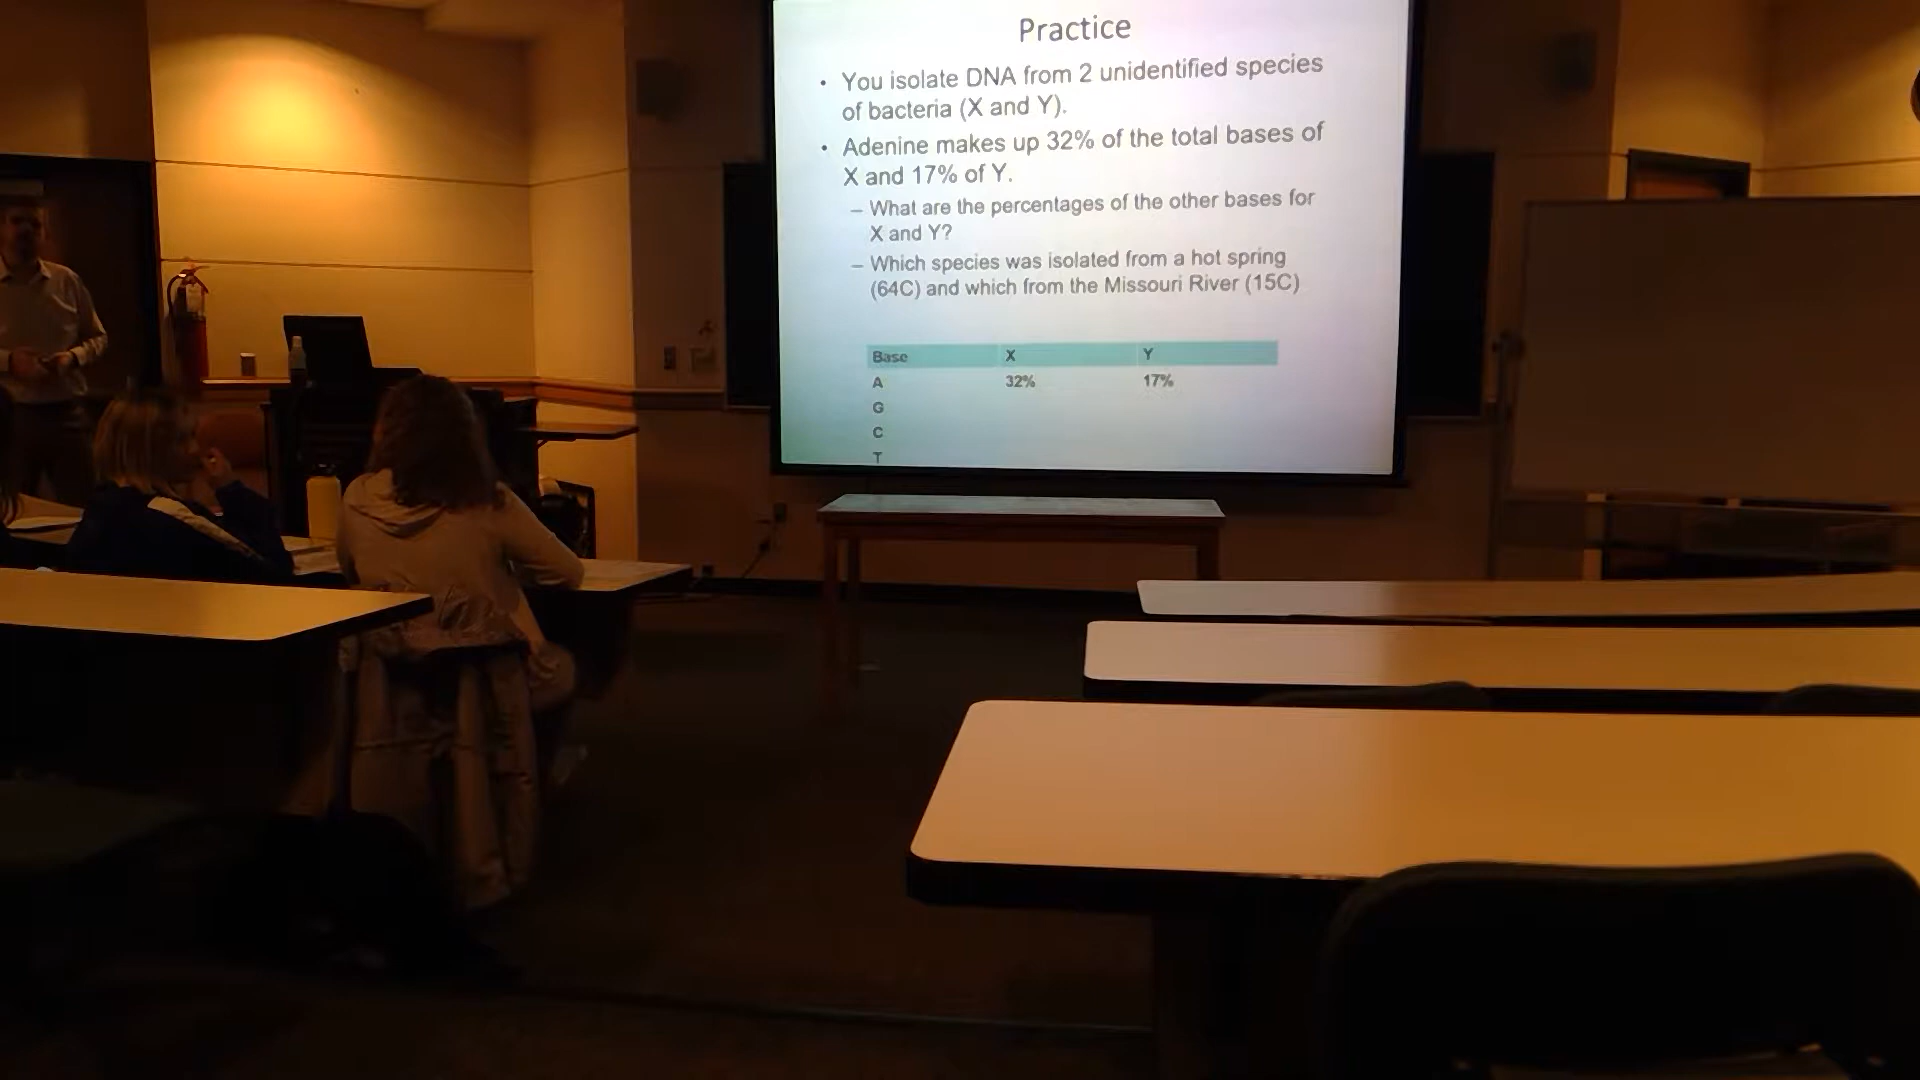 Practice
• You isolate DNA from 2 unidentified species
of bacteria (X and Y).
• Adenine makes up 32% of the total bases of
X and 17% of Y.
– What are the percentages of the other bases for
X and Y?
– Which species was isolated from a hot spring
(64C) and which from the Missouri River (15C)
Base X Y
A 32% 17%
G
C
T